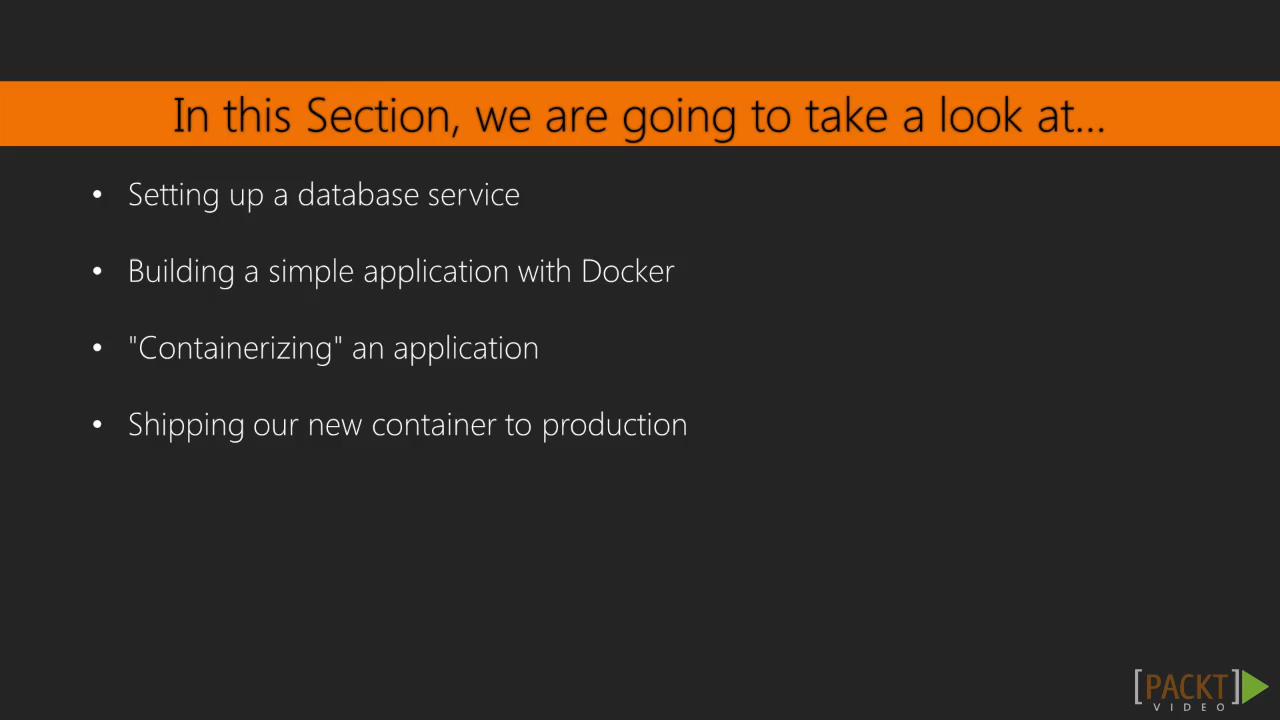 In this Section, we are going to take a look at...
• Setting up a database service
• Building a simple application with Docker
• "Containerizing" an application
• Shipping our new container to production
[PACKT]
VIDEO